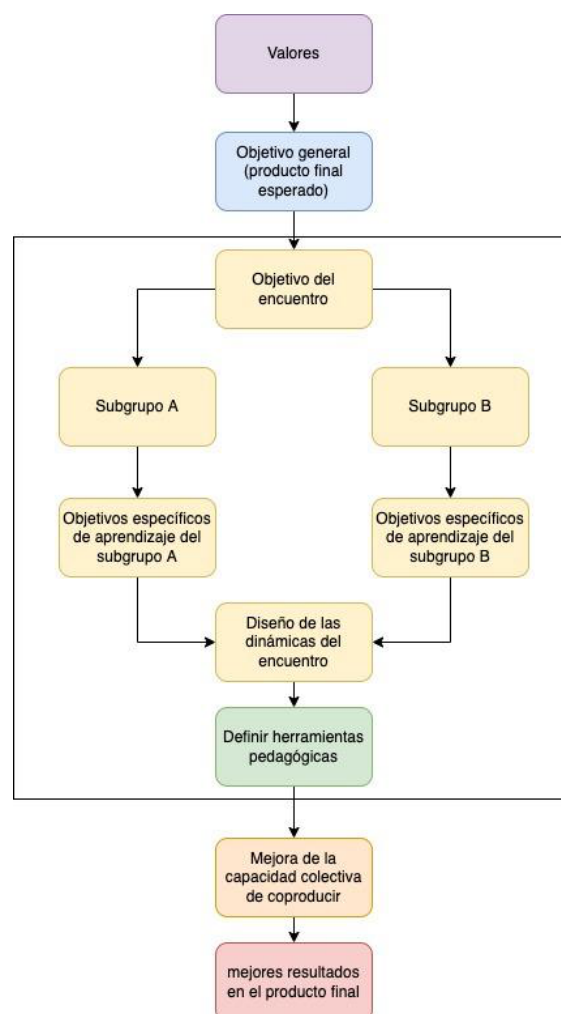 Valores
Objetivo general
(producto final
esperado)
Objetivo del
encuentro
Subgrupo A
Subgrupo B
Objetivos específicos
de aprendizaje del
subgrupo A
Objetivos específicos
de aprendizaje del
subgrupo B
Diseño de las
dinámicas del
encuentro
Definir herramientas
pedagógicas
Mejora de la
capacidad colectiva
de coproducir
mejores resultados
en el producto final